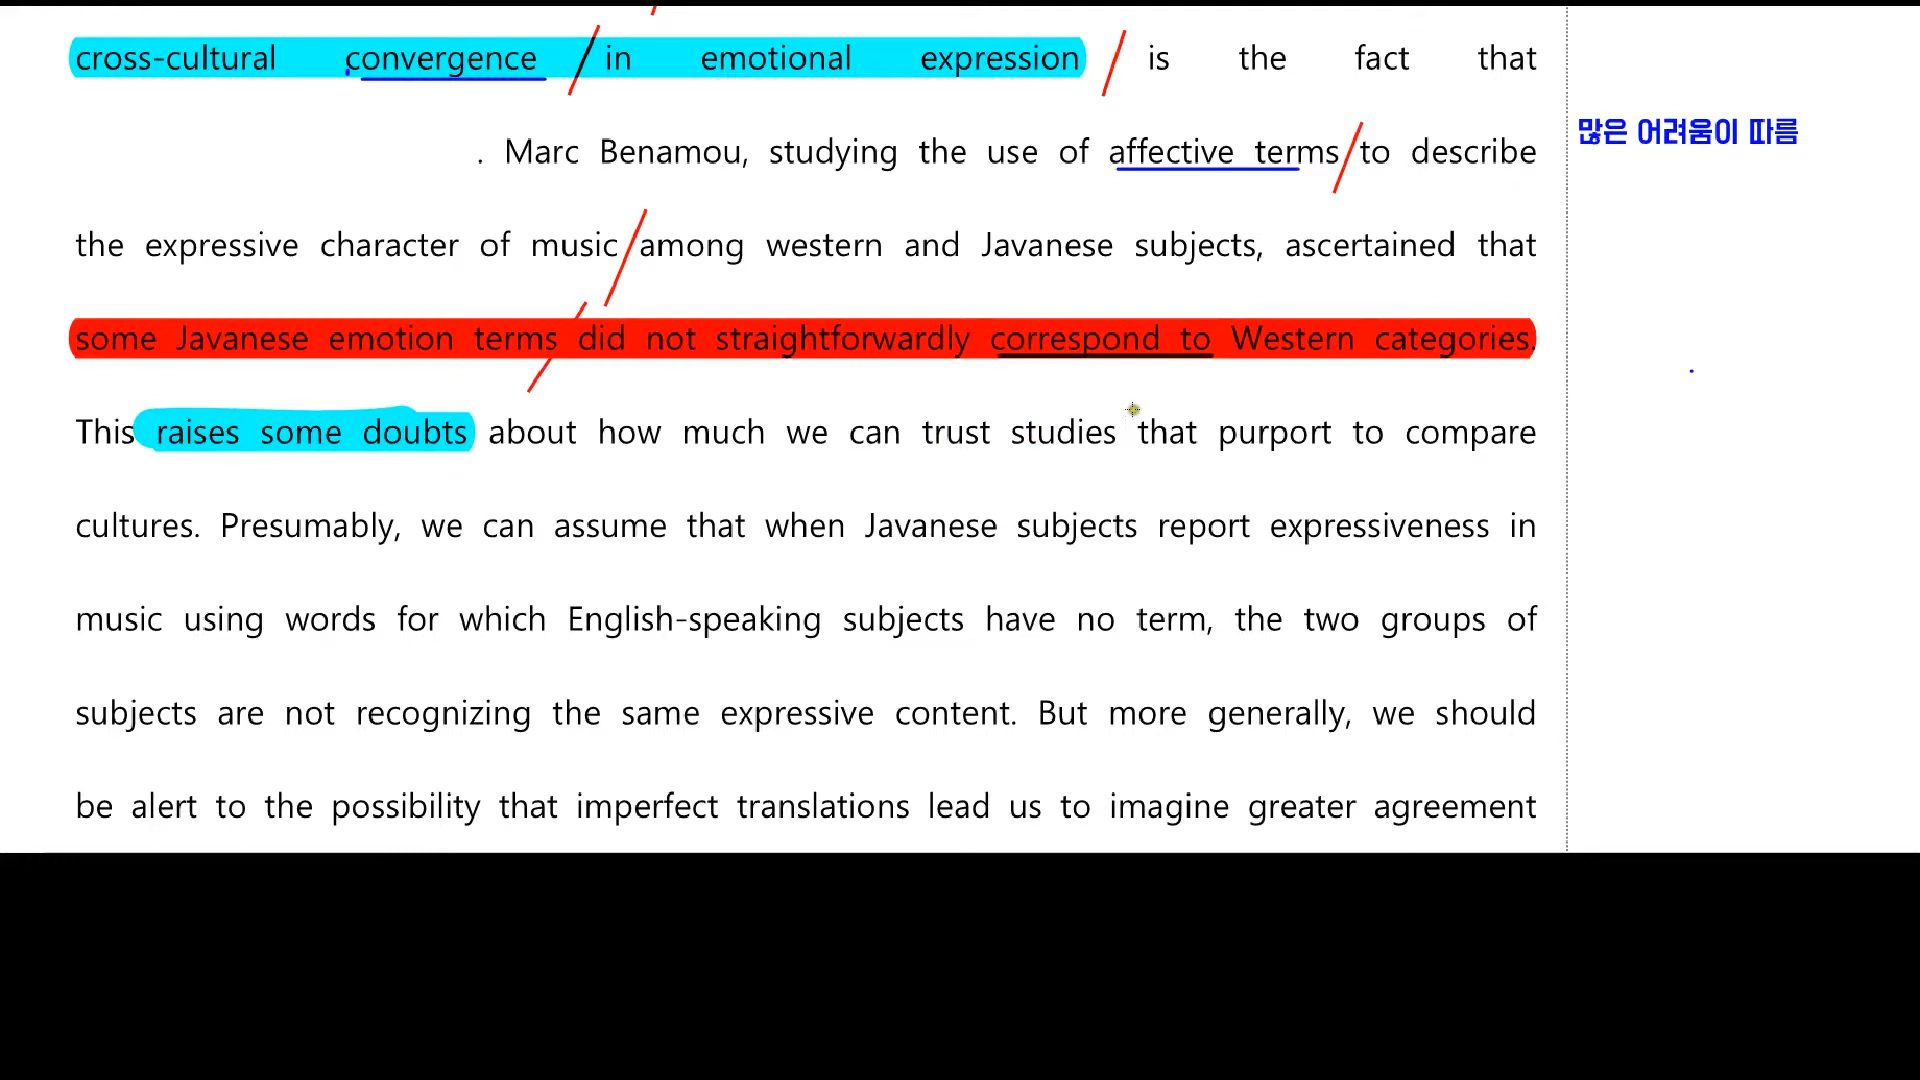 cross-cultural convergence in emotional expression is the fact that
많은 어려움이 따름
. Marc Benamou, studying the use of affective terms to describe
the expressive character of music among western and Javanese subjects, ascertained that
some Javanese emotion terms did not straightforwardly correspond to Western categories.
This raises some doubts about how much we can trust studies that purport to compare
cultures. Presumably, we can assume that when Javanese subjects report expressiveness in
music using words for which English-speaking subjects have no term, the two groups of
subjects are not recognizing the same expressive content. But more generally, we should
be alert to the possibility that imperfect translations lead us to imagine greater agreement